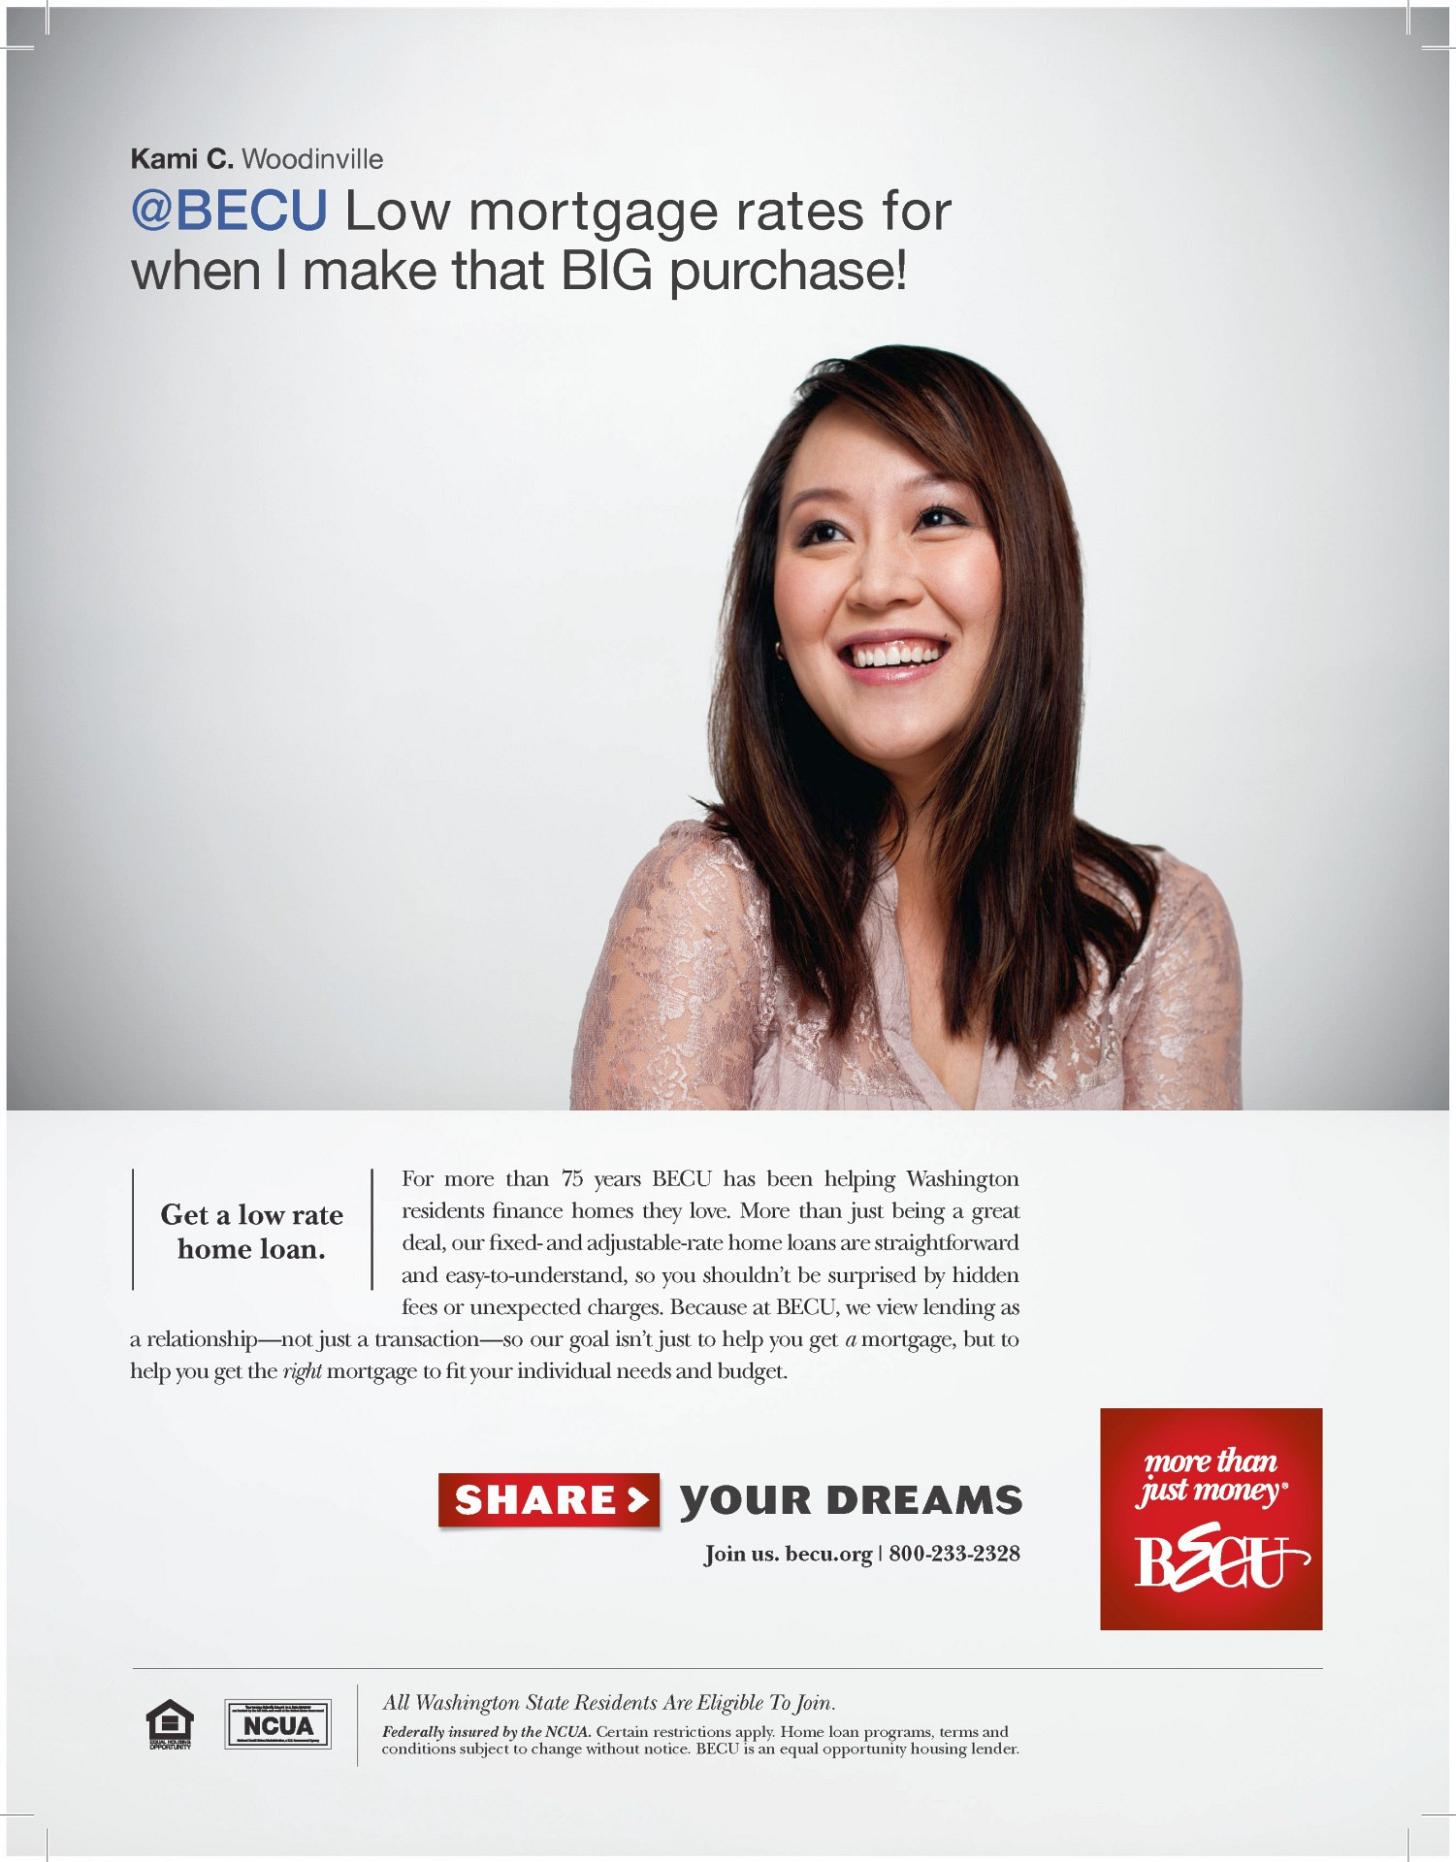 Kami C. Woodinville
@BECU Low mortgage rates for
when I make that BIG purchase!
Get a low rate
home loan.
For more than 75 years BECU has been helping Washington
residents finance homes they love. More than just being a great
deal, our fixed- and adjustable-rate home loans are straightforward
and easy-to-understand, so you shouldn't be surprised by hidden
fees or unexpected charges. Because at BECU, we view lending as
a relationship—not just a transaction—so our goal isn't just to help you get a mortgage, but to
help you get the right mortgage to fit your individual needs and budget.
SHARE > YOUR DREAMS
Join us. becu.org | 800-233-2328
more than
just money®
BECU
EQUAL HOUSING
OPPORTUNITY
NCUA
All Washington State Residents Are Eligible To Join.
Federally insured by the NCUA. Certain restrictions apply. Home loan programs, terms and
conditions subject to change without notice. BECU is an equal opportunity housing lender.